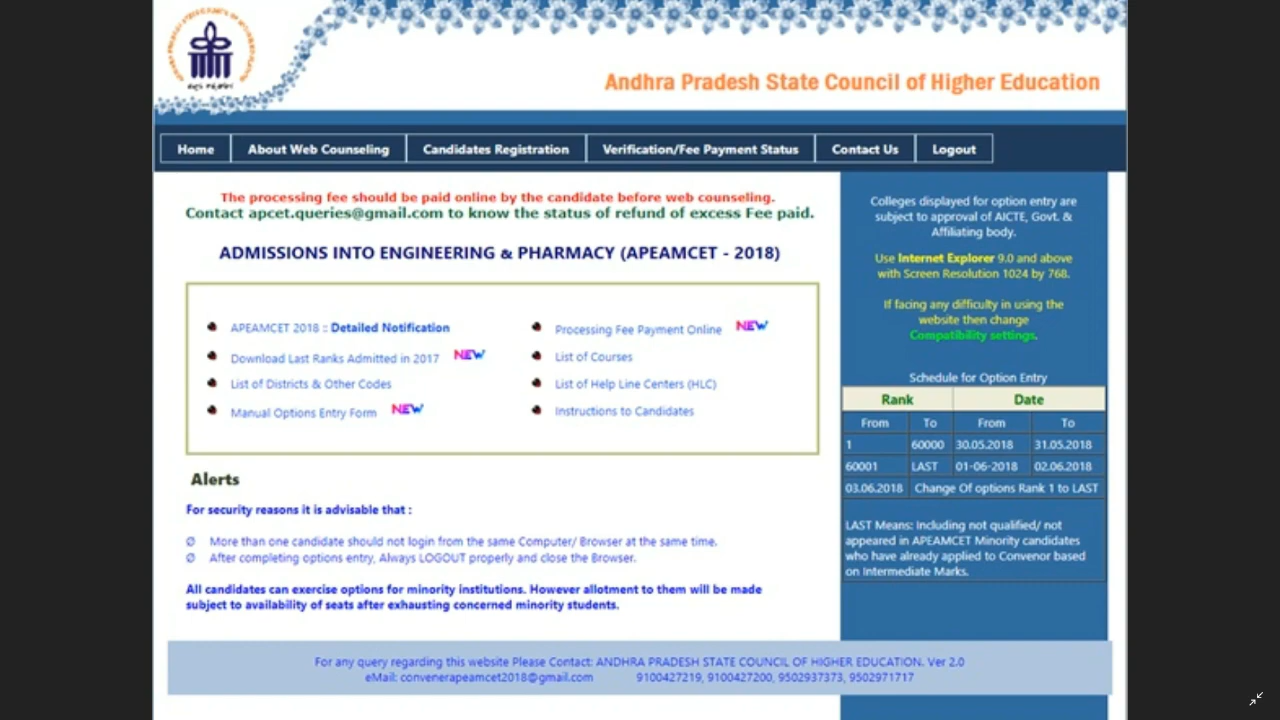 Andhra Pradesh State Council of Higher Education
Home
About Web Counseling
Candidates Registration
Verification/Fee Payment Status
Contact Us
Logout
The processing fee should be paid online by the candidate before web counseling.
Contact apcet.queries@gmail.com to know the status of refund of excess Fee paid.
ADMISSIONS INTO ENGINEERING & PHARMACY (APEAMCET - 2018)
APEAMCET 2018 :: Detailed Notification
Download Last Ranks Admitted in 2017 NEW
List of Districts & Other Codes
Manual Options Entry Form NEW
Processing Fee Payment Online NEW
List of Courses
List of Help Line Centers (HLC)
Instructions to Candidates
Alerts
For security reasons it is advisable that :
Ø More than one candidate should not login from the same Computer/ Browser at the same time.
Ø After completing options entry, Always LOGOUT properly and close the Browser.
All candidates can exercise options for minority institutions. However allotment to them will be made
subject to availability of seats after exhausting concerned minority students.
Colleges displayed for option entry are
subject to approval of AICTE, Govt. &
Affiliating body.
Use Internet Explorer 9.0 and above
with Screen Resolution 1024 by 768.
If facing any difficulty in using the
website then change
Compatibility settings.
Schedule for Option Entry
Rank Date
From To From To
1 60000 30.05.2018 31.05.2018
60001 LAST 01-06-2018 02.06.2018
03.06.2018 Change Of options Rank 1 to LAST
LAST Means: Including not qualified/ not
appeared in APEAMCET Minority candidates
who have already applied to Convenor based
on Intermediate Marks.
For any query regarding this website Please Contact: ANDHRA PRADESH STATE COUNCIL OF HIGHER EDUCATION. Ver 2.0
eMail: convenerapeamcet2018@gmail.com 9100427219, 9100427200, 9502937373, 9502971717